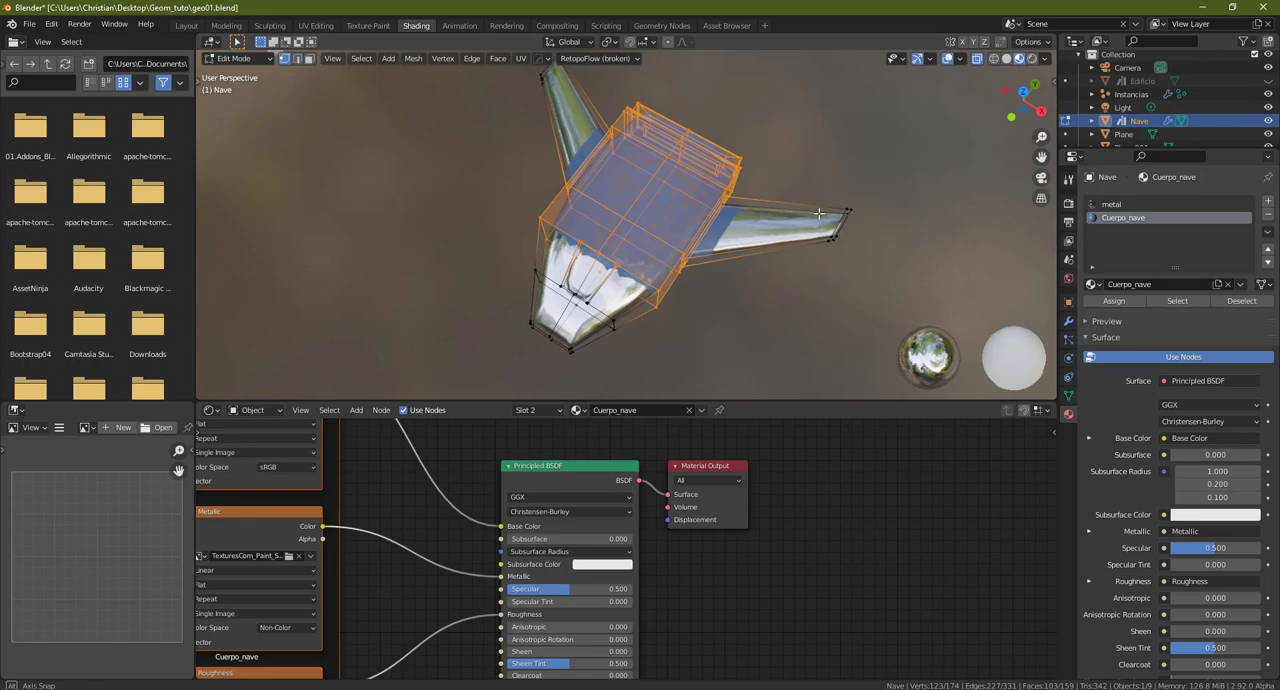 Blender* [C:\Users\Christian\Desktop\Geom_tuto\geo01.blend]
File Edit Render Window Help
Layout Modeling Sculpting UV Editing Texture Paint Shading Animation Rendering Compositing Scripting Geometry Nodes Asset Browser
Scene View Layer
View Select
Global
X Y Z Options
Collection
C:\Users\C...Documents\
Edit Mode View Select Add Mesh Vertex Edge Face UV RetopoFlow (broken)
Camera
Edificio
Instancias
Light
Nave
Plane
User Perspective
(1) Nave
01.Addons_Bl... Allegorithmic apache-tomc...
apache-tomc... apache-tomc... apache-tomc...
AssetNinja Audacity Blackmagic ...
Bootstrap04 Camtasia Stu... Downloads
Z Y X
Nave Cuerpo_nave
metal
Cuerpo_nave
Cuerpo_nave
Assign Select Deselect
Preview
Surface
Use Nodes
Surface Principled BSDF
GGX
Christensen-Burley
Base Color Base Color
Subsurface 0.000
Subsurface Radius 1.000
0.200
0.100
Subsurface Color
Metallic Metallic
Specular 0.500
Specular Tint 0.000
Roughness Roughness
Anisotropic 0.000
Anisotropic Rotation 0.000
Sheen 0.000
Sheen Tint 0.500
Clearcoat 0.000
View New Open
Object View Select Add Node Use Nodes Slot 2 Cuerpo_nave
Flat
Repeat
Single Image
olor Space sRGB
ector
Metallic
Color
Alpha
TexturesCom_Paint_S...
Linear
Flat
Repeat
Single Image
olor Space Non-Color
ector
Cuerpo_nave
Roughness
Principled BSDF
BSDF
GGX
Christensen-Burley
Base Color
Subsurface 0.000
Subsurface Radius
Subsurface Color
Metallic
Specular 0.500
Specular Tint 0.000
Roughness
Anisotropic 0.000
Anisotropic Rotation 0.000
Sheen 0.000
Sheen Tint 0.500
Clearcoat 0.000
Material Output
All
Surface
Volume
Displacement
Alt Axis Snap
Nave | Verts:123/174 | Edges:227/331 | Faces:103/159 | Tris:342 | Objects:1/9 | Memory: 126.8 MiB | 2.92.0 Alpha